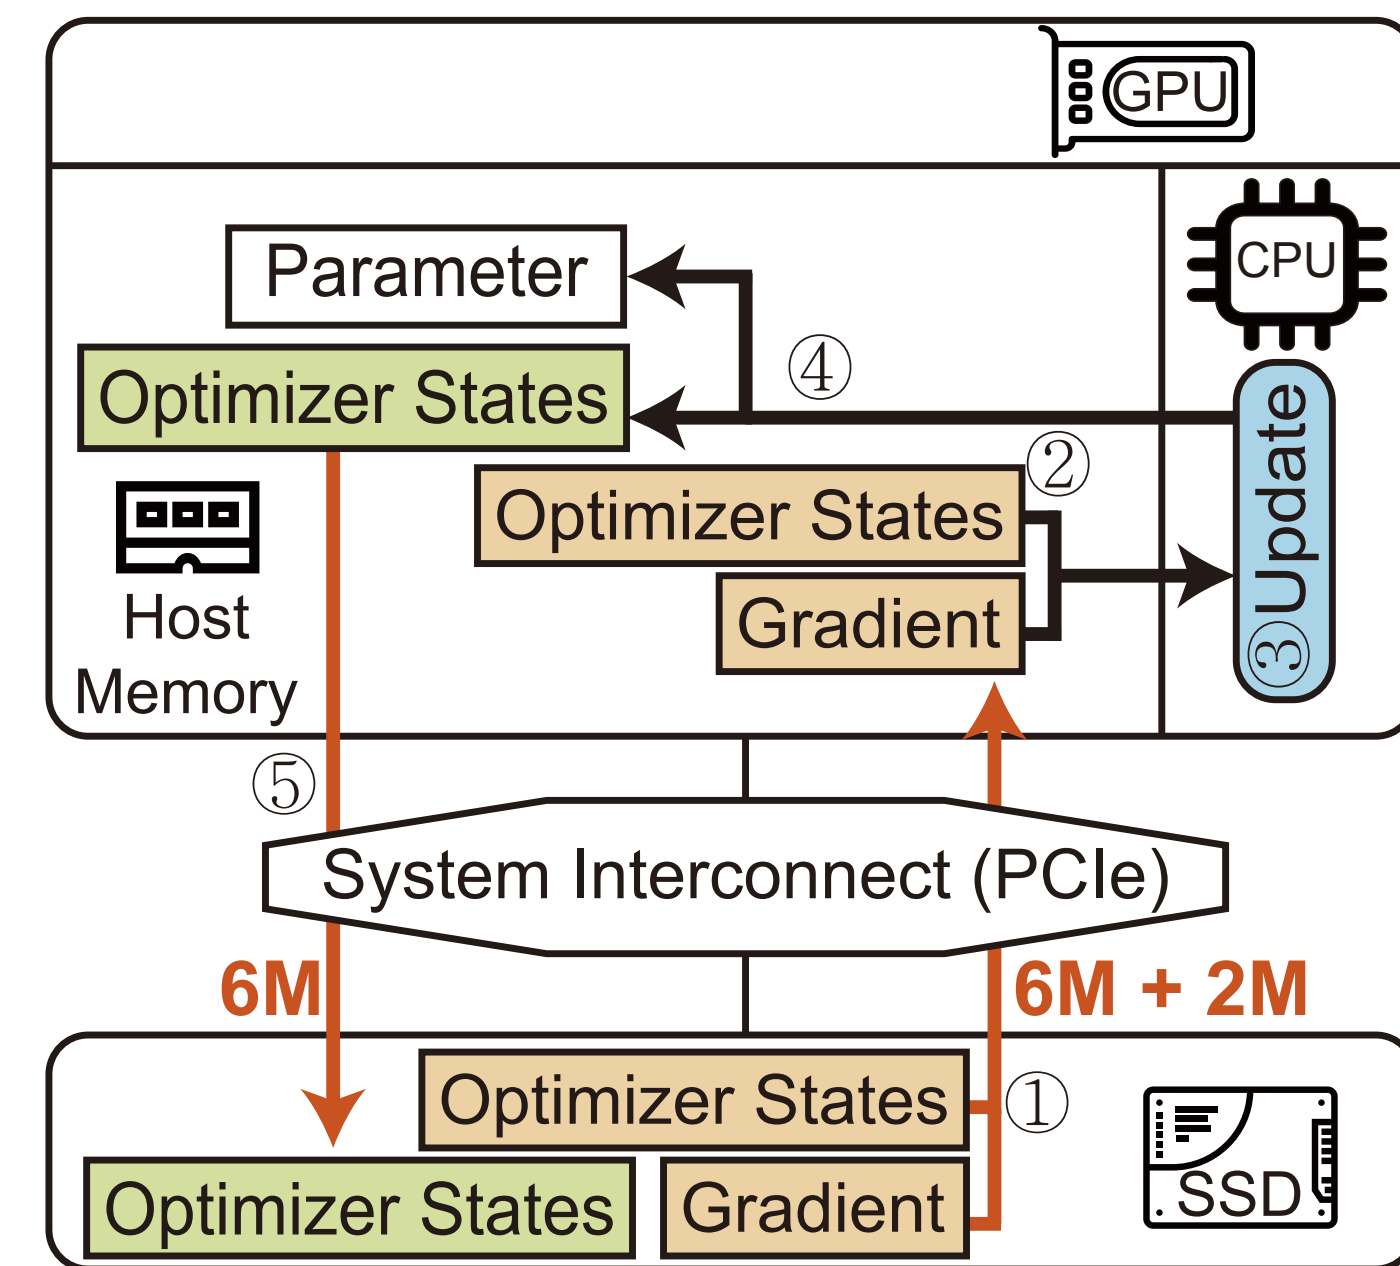 GPU
CPU
Parameter
④
Optimizer States
②
Optimizer States
Gradient
③ Update
Host
Memory
⑤
System Interconnect (PCIe)
6M
6M + 2M
Optimizer States
①
Optimizer States
Gradient
SSD